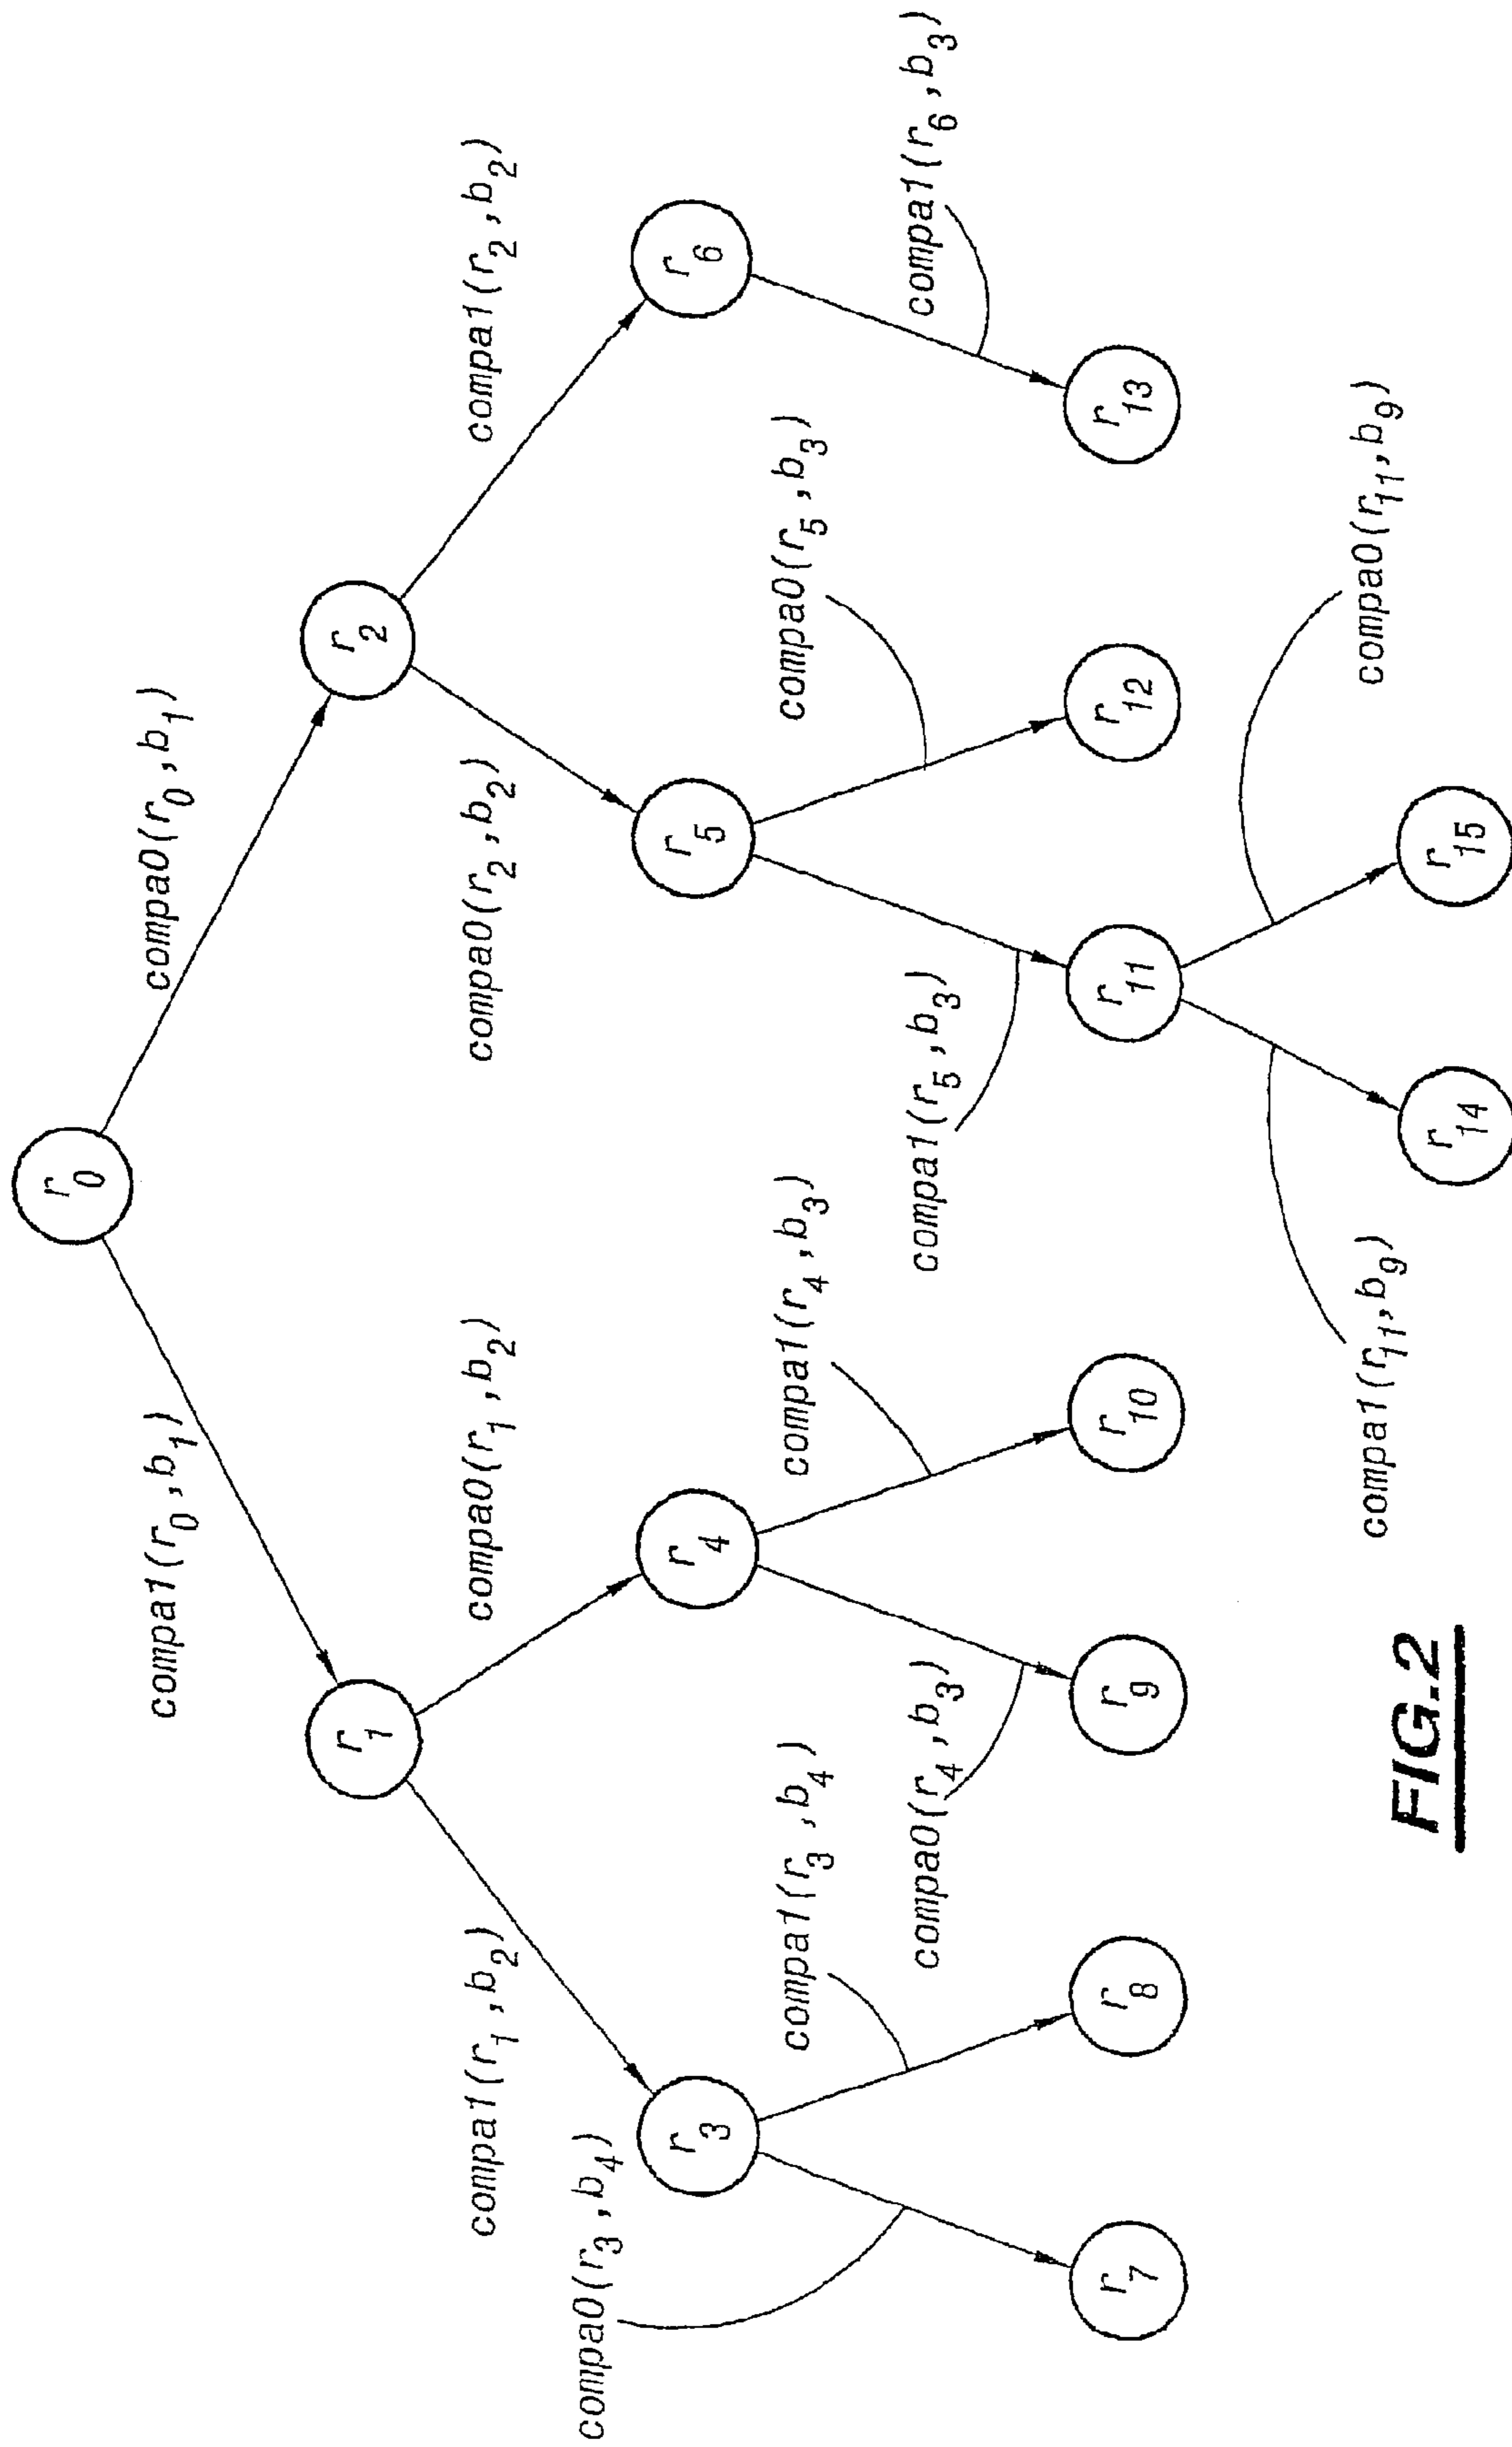 r0
compa1(r0,b1)
compa0(r0,b1)
r1
r2
compa1(r1,b2)
compa0(r1,b2)
compa0(r2,b2)
compa1(r2,b2)
r3
r4
r5
r6
compa0(r3,b4)
compa1(r3,b4)
compa0(r4,b3)
compa1(r4,b3)
compa1(r5,b3)
compa0(r5,b3)
compa1(r6,b3)
r7
r8
r9
r10
r11
r12
r13
compa1(r11,b9)
compa0(r11,b9)
r14
r15
FIG.2